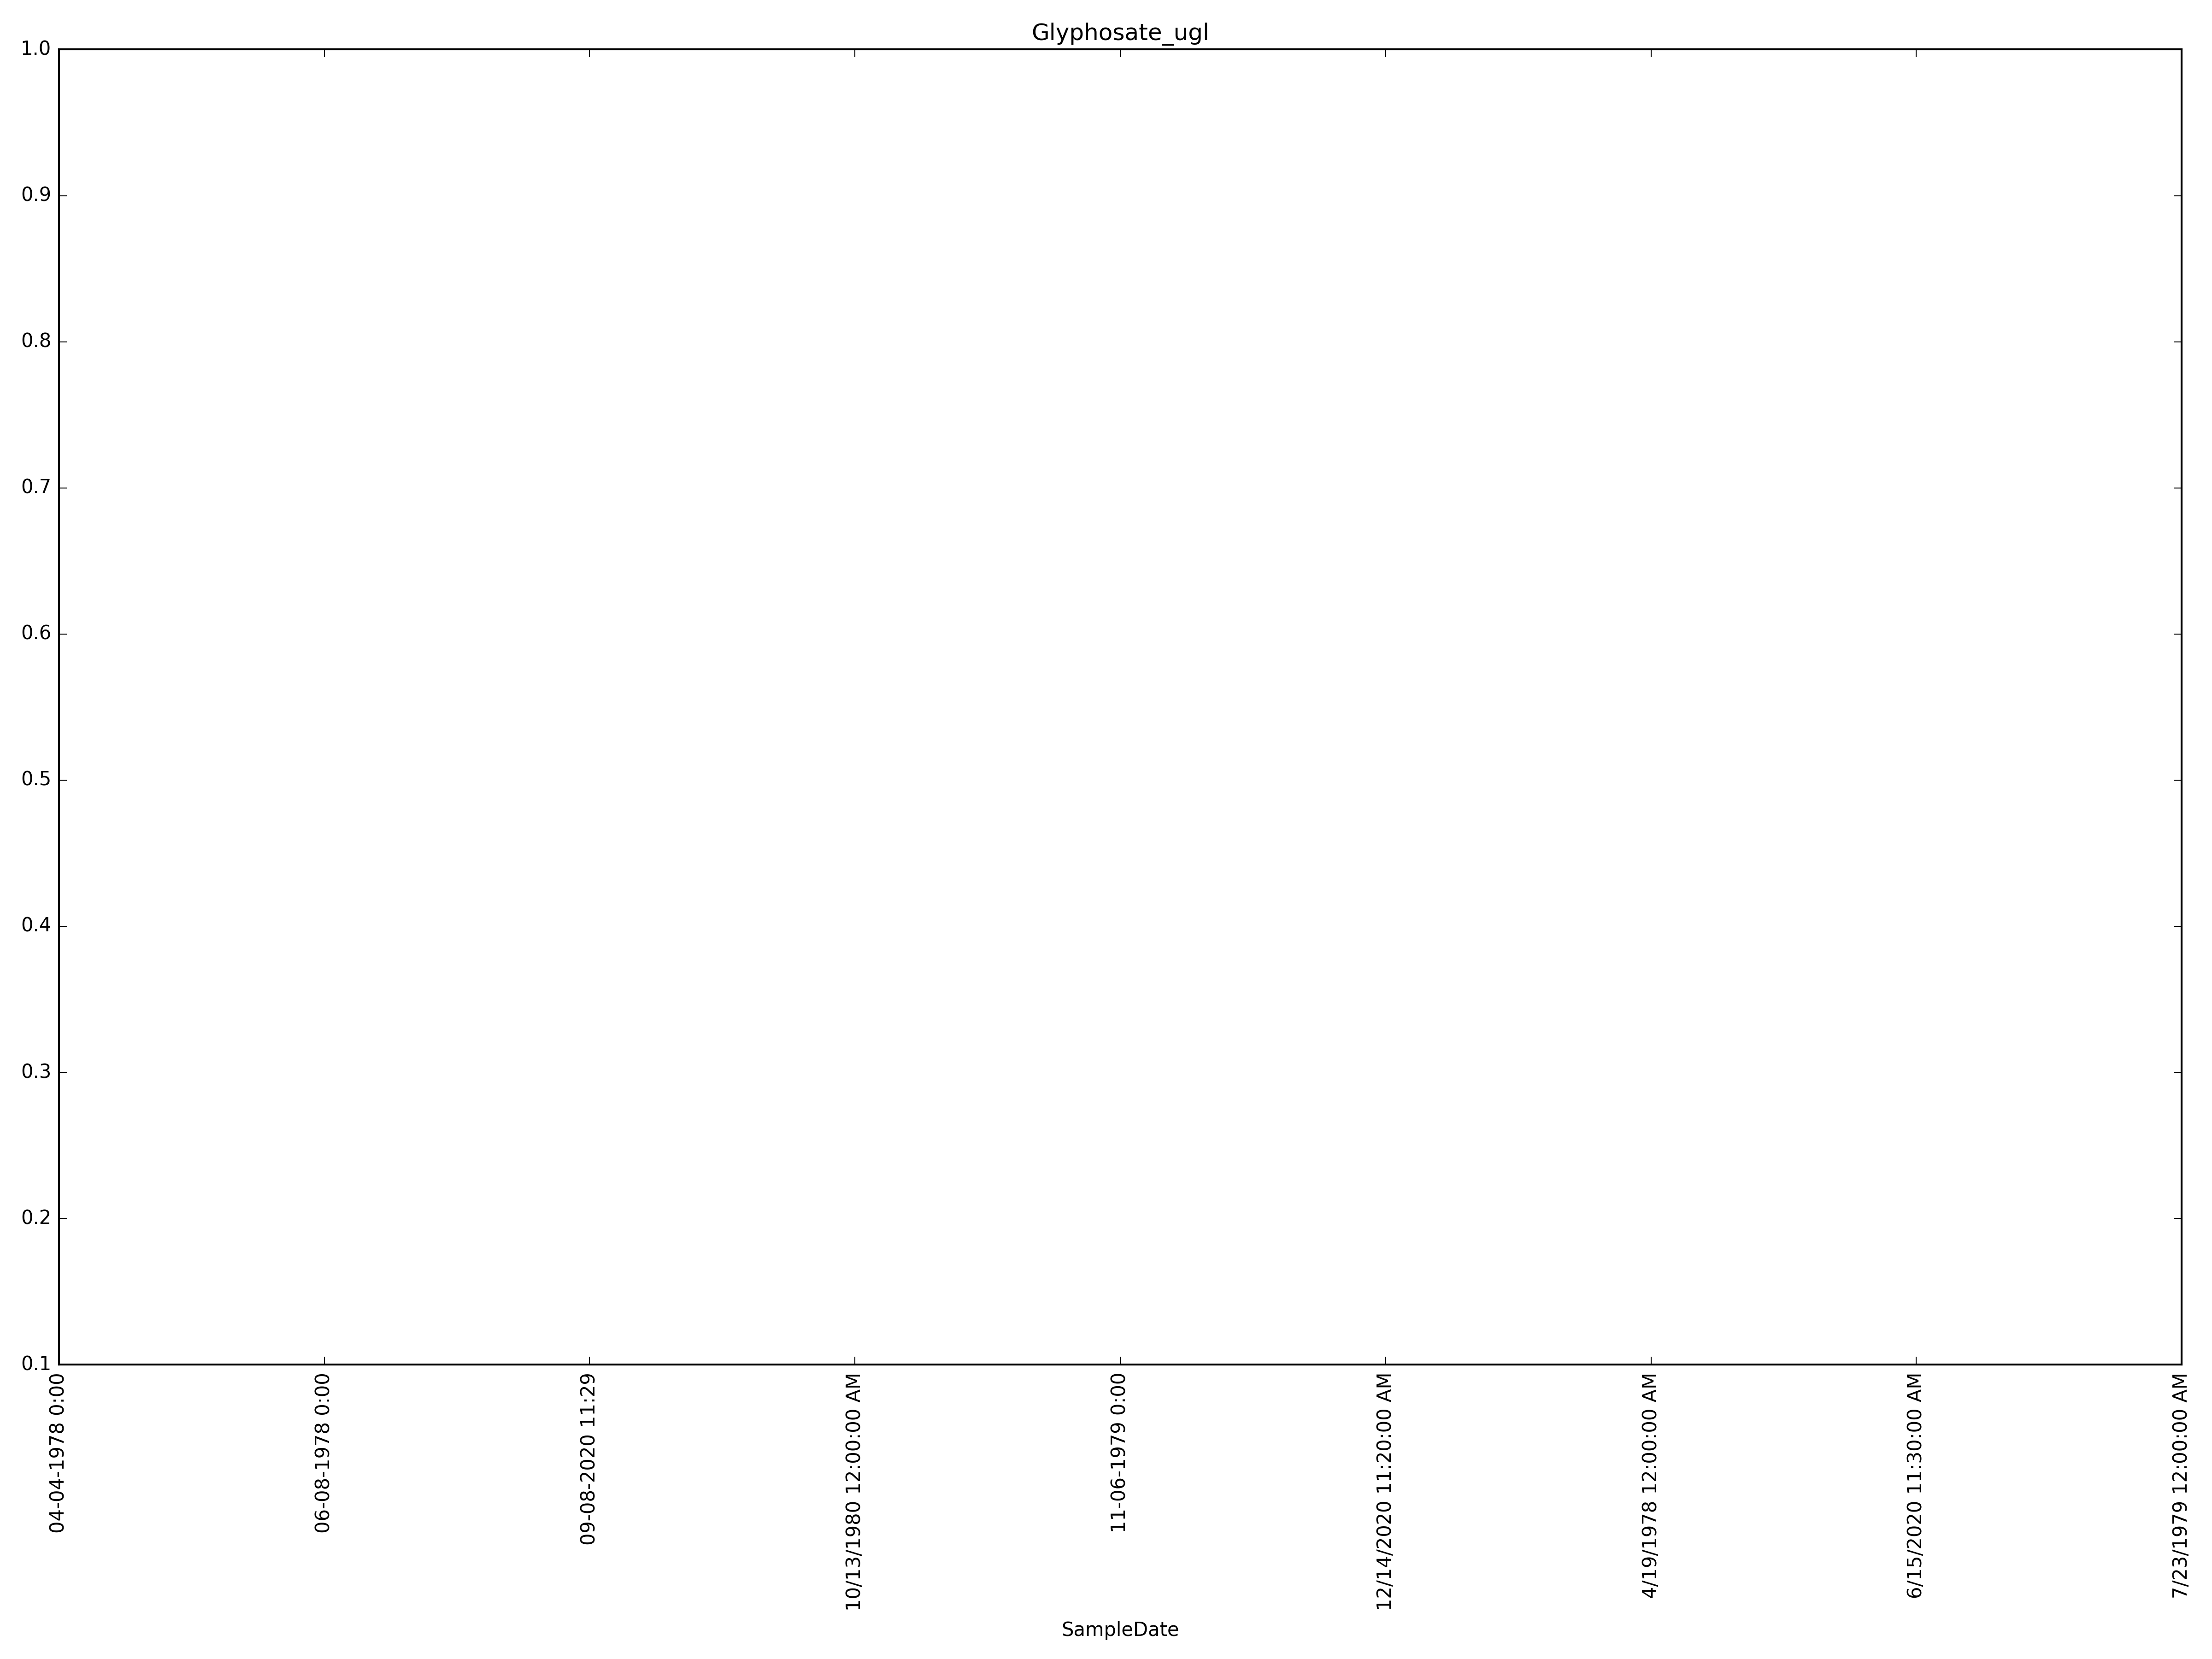 Glyphosate_ugl
1.0
0.9
0.8
0.7
0.6
0.5
0.4
0.3
0.2
0.1
04-04-1978 0:00
06-08-1978 0:00
09-08-2020 11:29
10/13/1980 12:00:00 AM
11-06-1979 0:00
12/14/2020 11:20:00 AM
4/19/1978 12:00:00 AM
6/15/2020 11:30:00 AM
7/23/1979 12:00:00 AM
SampleDate